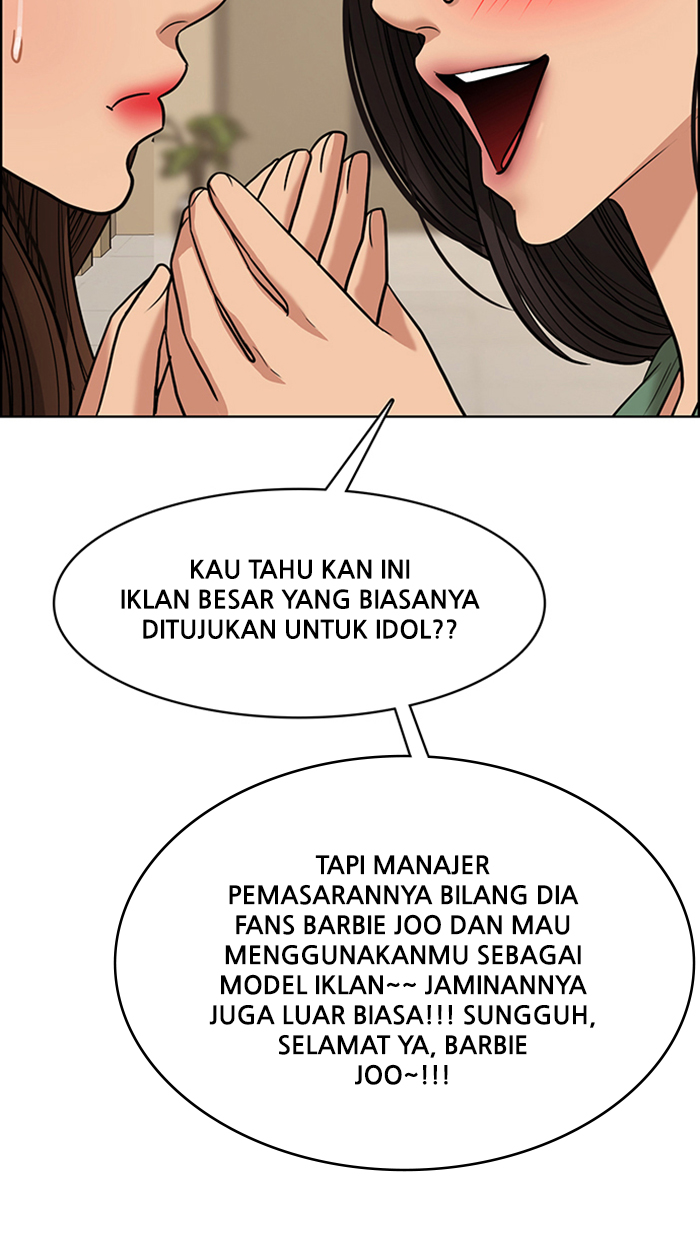 KAU TAHU KAN INI
IKLAN BESAR YANG BIASANYA
DITUJUKAN UNTUK IDOL??
TAPI MANAJER
PEMASARANNYA BILANG DIA
FANS BARBIE JOO DAN MAU
MENGGUNAKANMU SEBAGAI
MODEL IKLAN~~ JAMINANNYA
JUGA LUAR BIASA!!! SUNGGUH,
SELAMAT YA, BARBIE
JOO~!!!